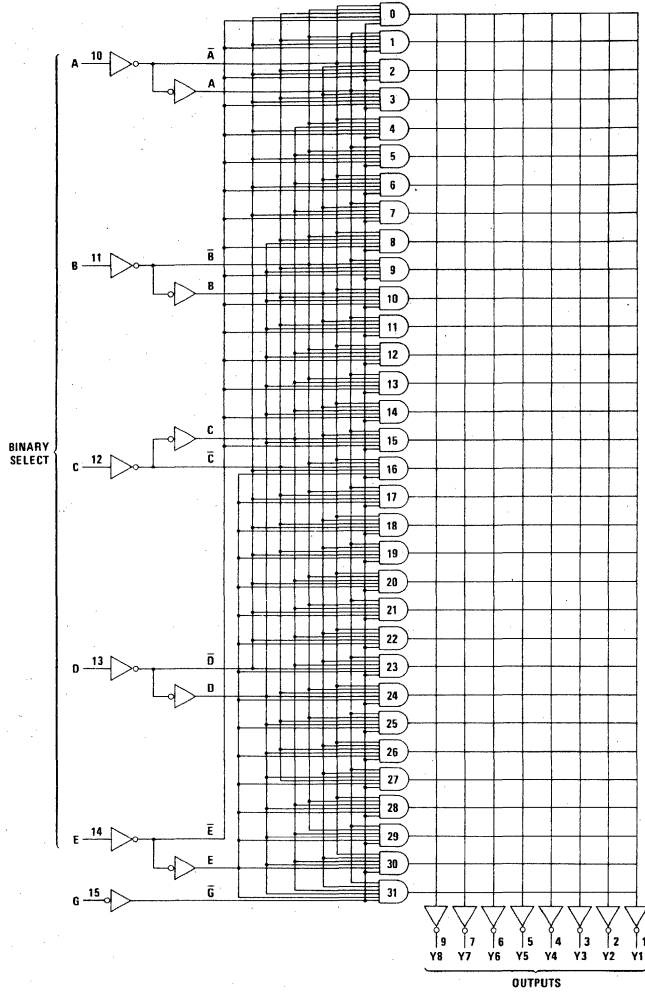 0
A 10 A̅
1
2
A
3
4
5
6
7
8
B 11 B̅
9
B
10
11
12
13
14
C
15
BINARY
SELECT
C 12 C̅
16
17
18
19
20
21
22
D 13 D̅
23
D
24
25
26
27
28
E 14 E̅
29
E
30
G 15 G̅
31
9 7 6 5 4 3 2 1
Y8 Y7 Y6 Y5 Y4 Y3 Y2 Y1
OUTPUTS